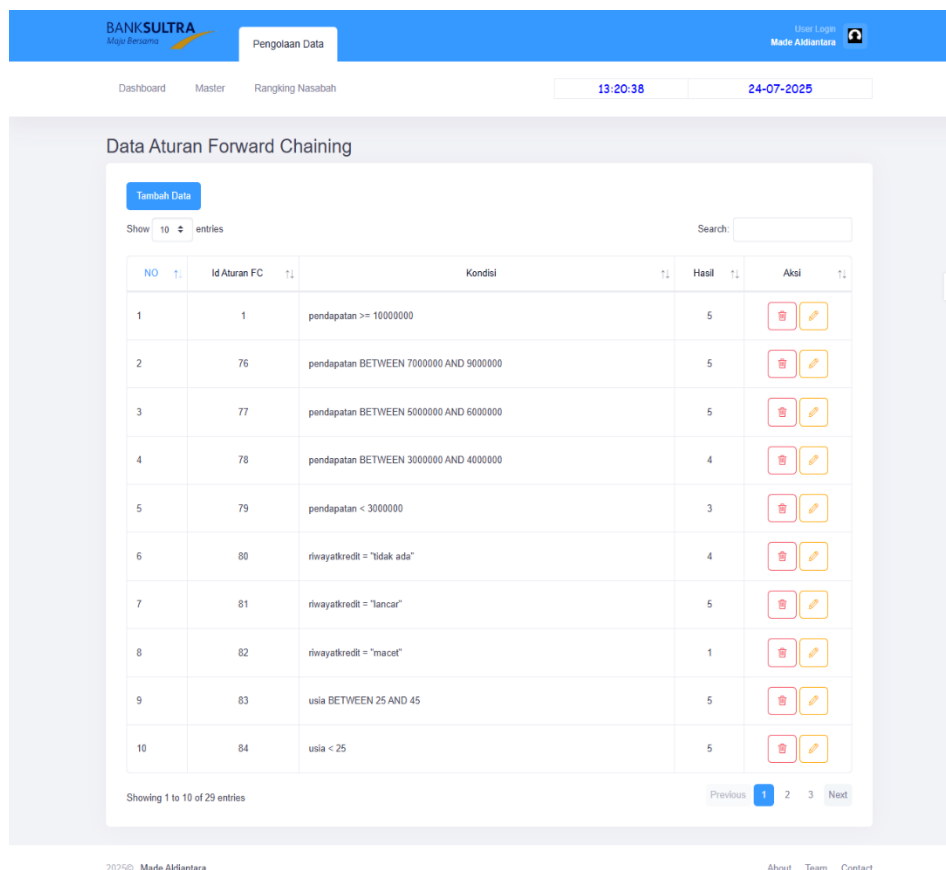 BANKSULTRA
Maju Bersama
Pengolaan Data
User Login
Made Aldiantara
Dashboard Master Rangking Nasabah 13:20:38 24-07-2025
Data Aturan Forward Chaining
Tambah Data
Show 10 entries Search:
NO Id Aturan FC Kondisi Hasil Aksi
1 1 pendapatan >= 10000000 5
2 76 pendapatan BETWEEN 7000000 AND 9000000 5
3 77 pendapatan BETWEEN 5000000 AND 6000000 5
4 78 pendapatan BETWEEN 3000000 AND 4000000 4
5 79 pendapatan < 3000000 3
6 80 riwayatkredit = "tidak ada" 4
7 81 riwayatkredit = "lancar" 5
8 82 riwayatkredit = "macet" 1
9 83 usia BETWEEN 25 AND 45 5
10 84 usia < 25 5
Showing 1 to 10 of 29 entries Previous 1 2 3 Next
2025© Made Aldiantara About Team Contact